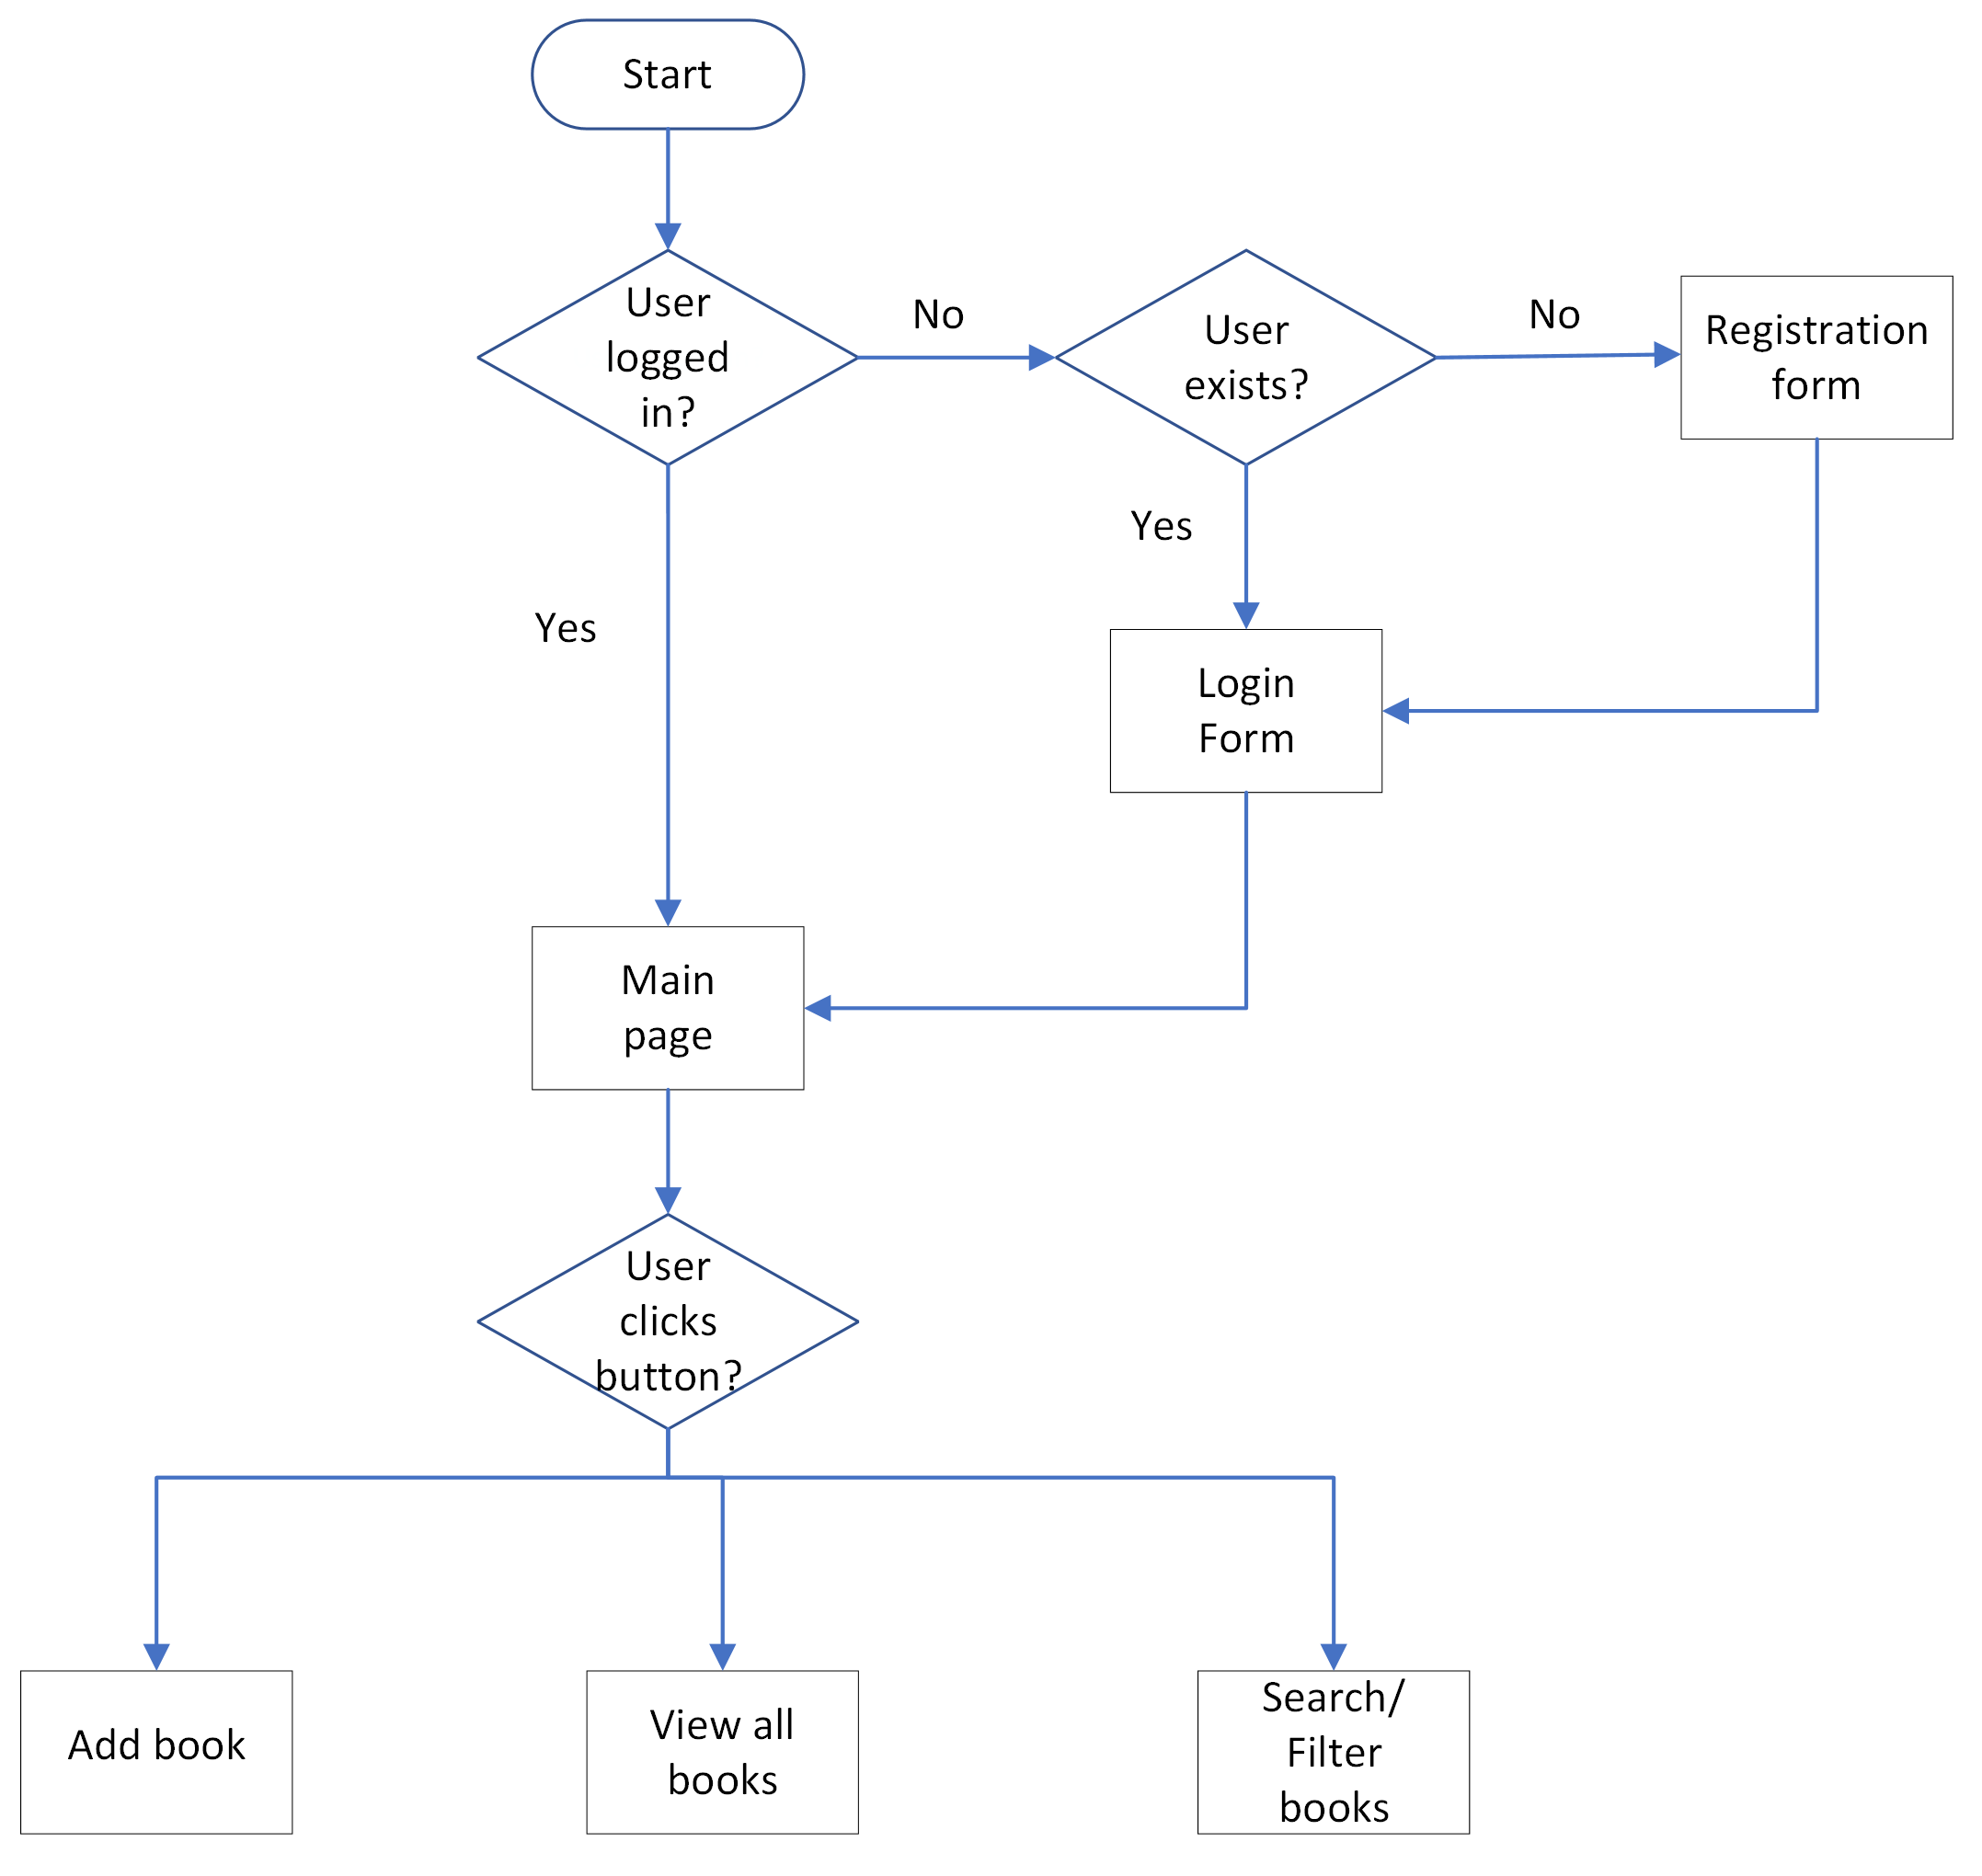 Start
User
logged
in?
No
User
exists?
No
Registration
form
Yes
Yes
Login
Form
Main
page
User
clicks
button?
Add book
View all
books
Search/
Filter
books